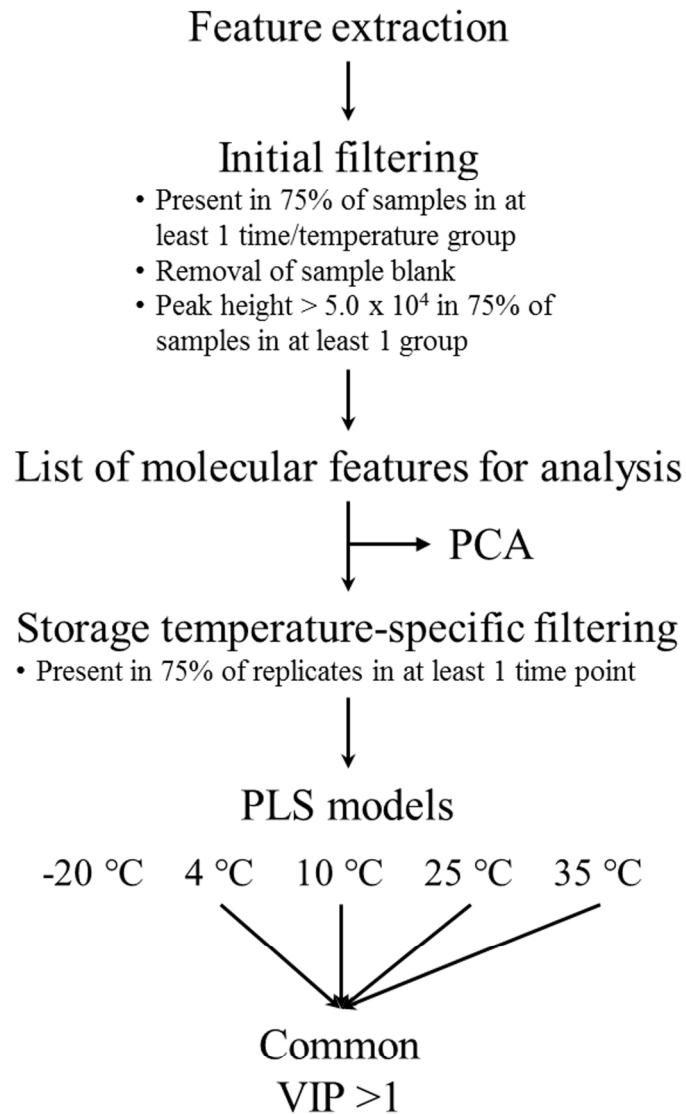 Feature extraction
Initial filtering
• Present in 75% of samples in at
least 1 time/temperature group
• Removal of sample blank
• Peak height > 5.0 x 10⁴ in 75% of
samples in at least 1 group
List of molecular features for analysis
PCA
Storage temperature-specific filtering
• Present in 75% of replicates in at least 1 time point
PLS models
-20 °C 4 °C 10 °C 25 °C 35 °C
Common
VIP >1